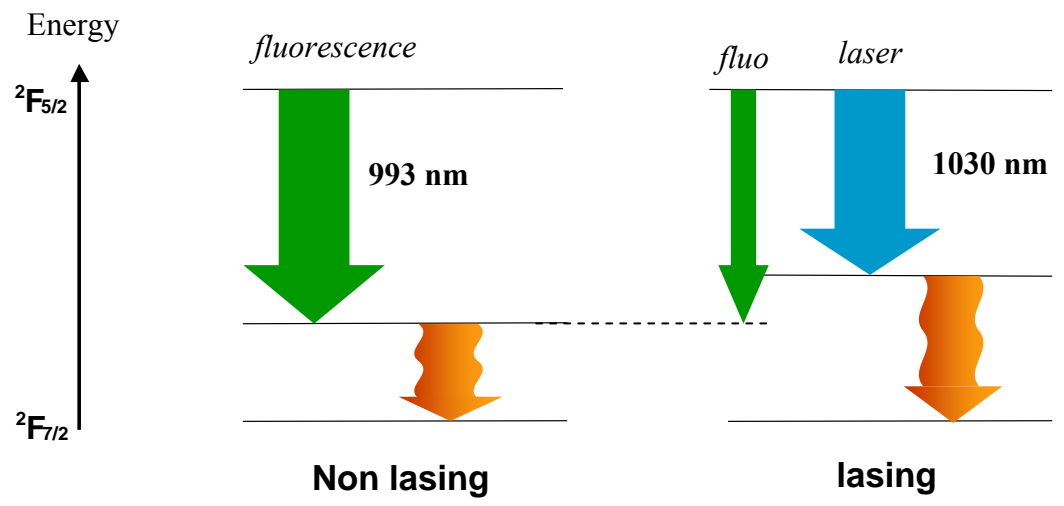 Energy
fluorescence
fluo
laser
²F₅/₂
993 nm
1030 nm
²F₇/₂
Non lasing
lasing